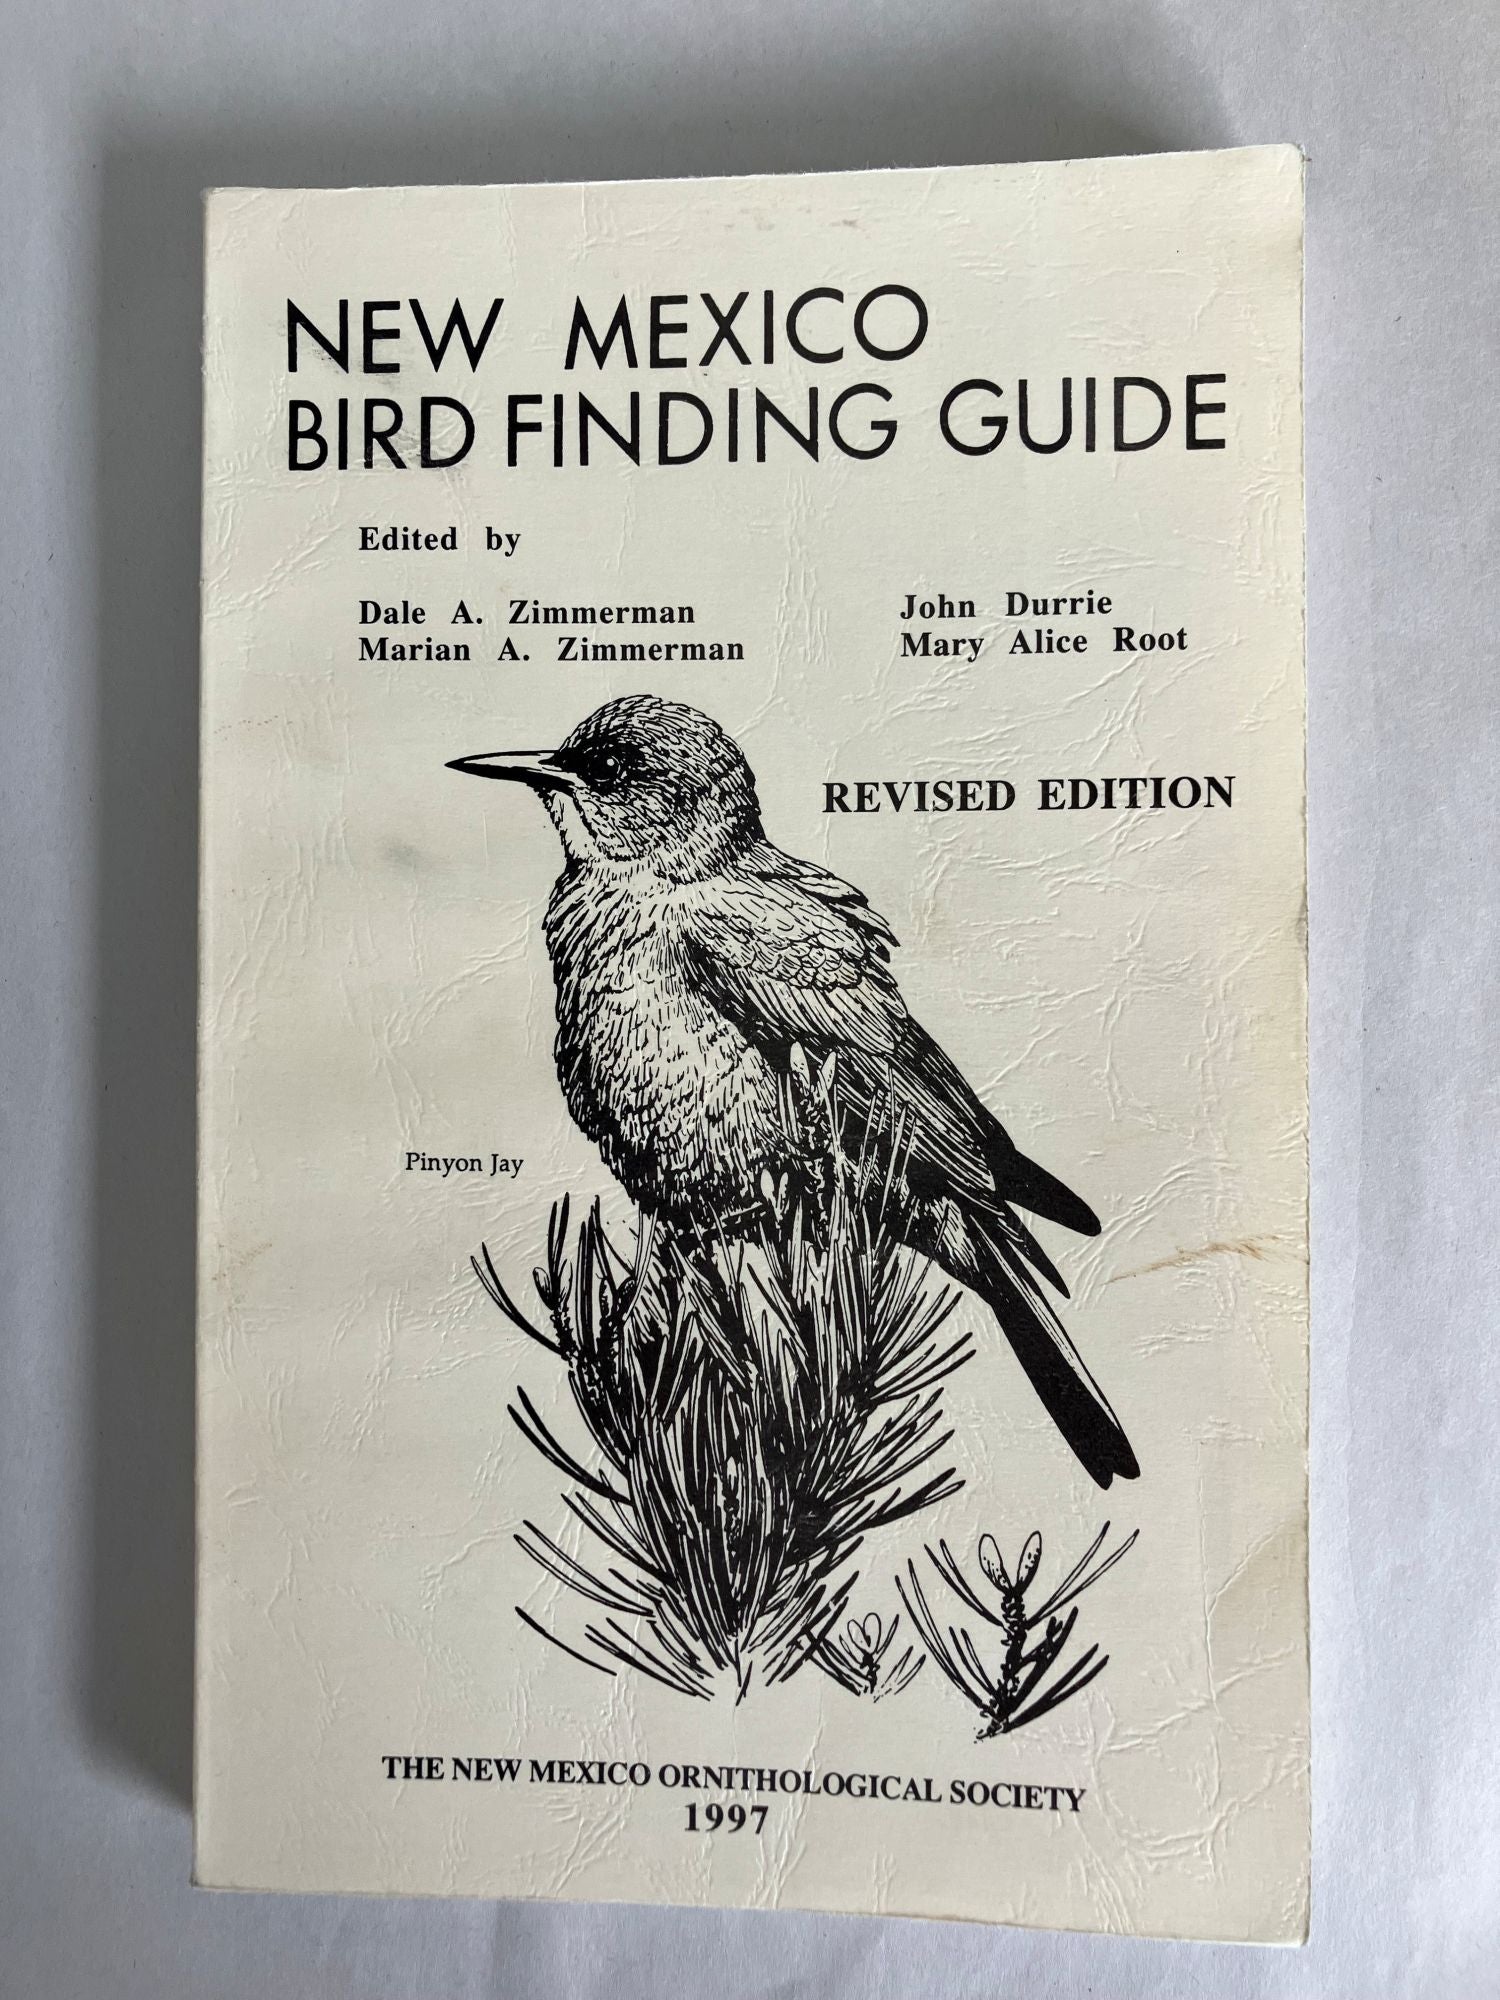 NEW MEXICO
BIRD FINDING GUIDE
Edited by
Dale A. Zimmerman
Marian A. Zimmerman
John Durrie
Mary Alice Root
REVISED EDITION
Pinyon Jay
THE NEW MEXICO ORNITHOLOGICAL SOCIETY
1997